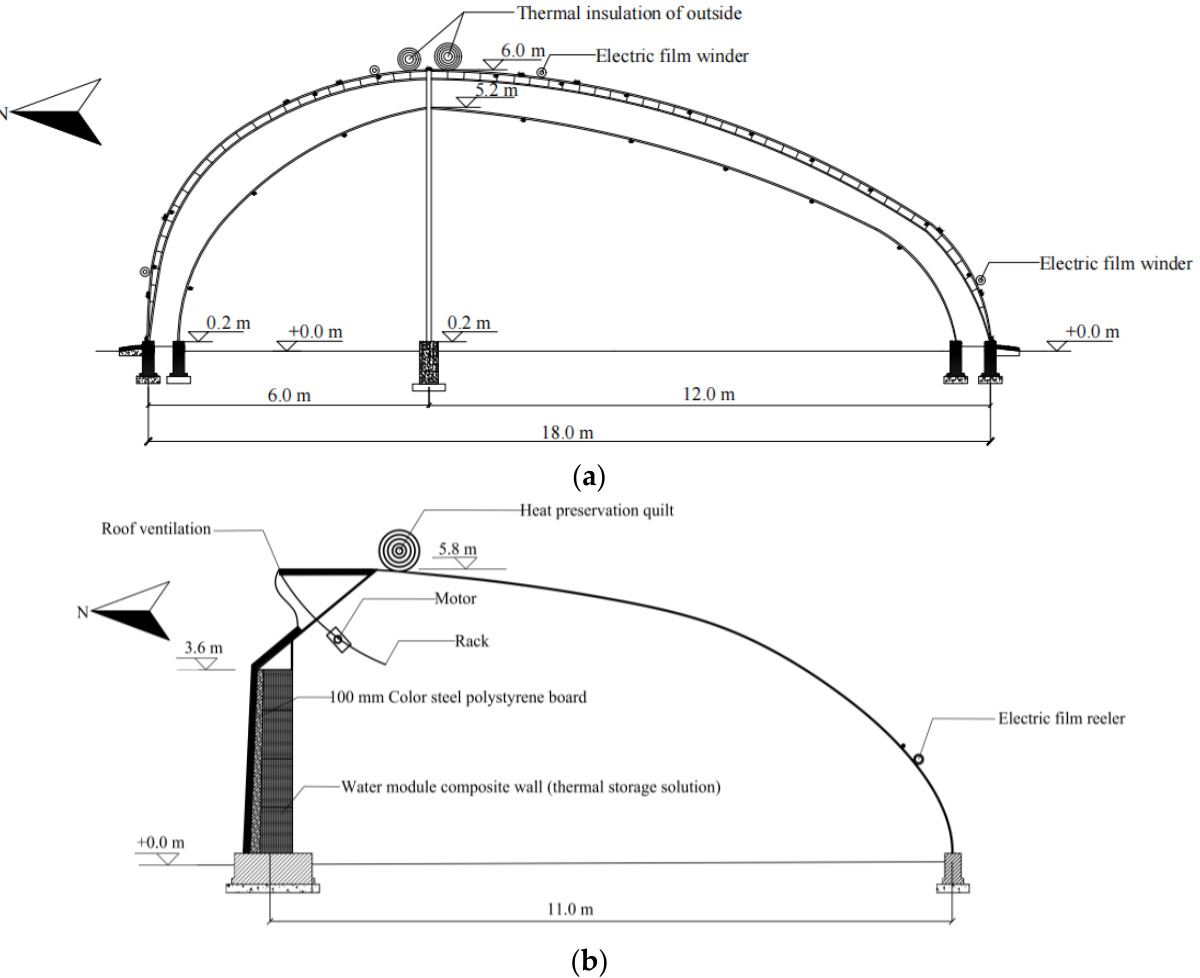 Thermal insulation of outside
6.0 m
Electric film winder
5.2 m
N
Electric film winder
0.2 m
+0.0 m
0.2 m
+0.0 m
6.0 m
12.0 m
18.0 m
(a)
Heat preservation quilt
Roof ventilation
5.8 m
N
Motor
Rack
3.6 m
100 mm Color steel polystyrene board
Electric film reeler
Water module composite wall (thermal storage solution)
+0.0 m
11.0 m
(b)